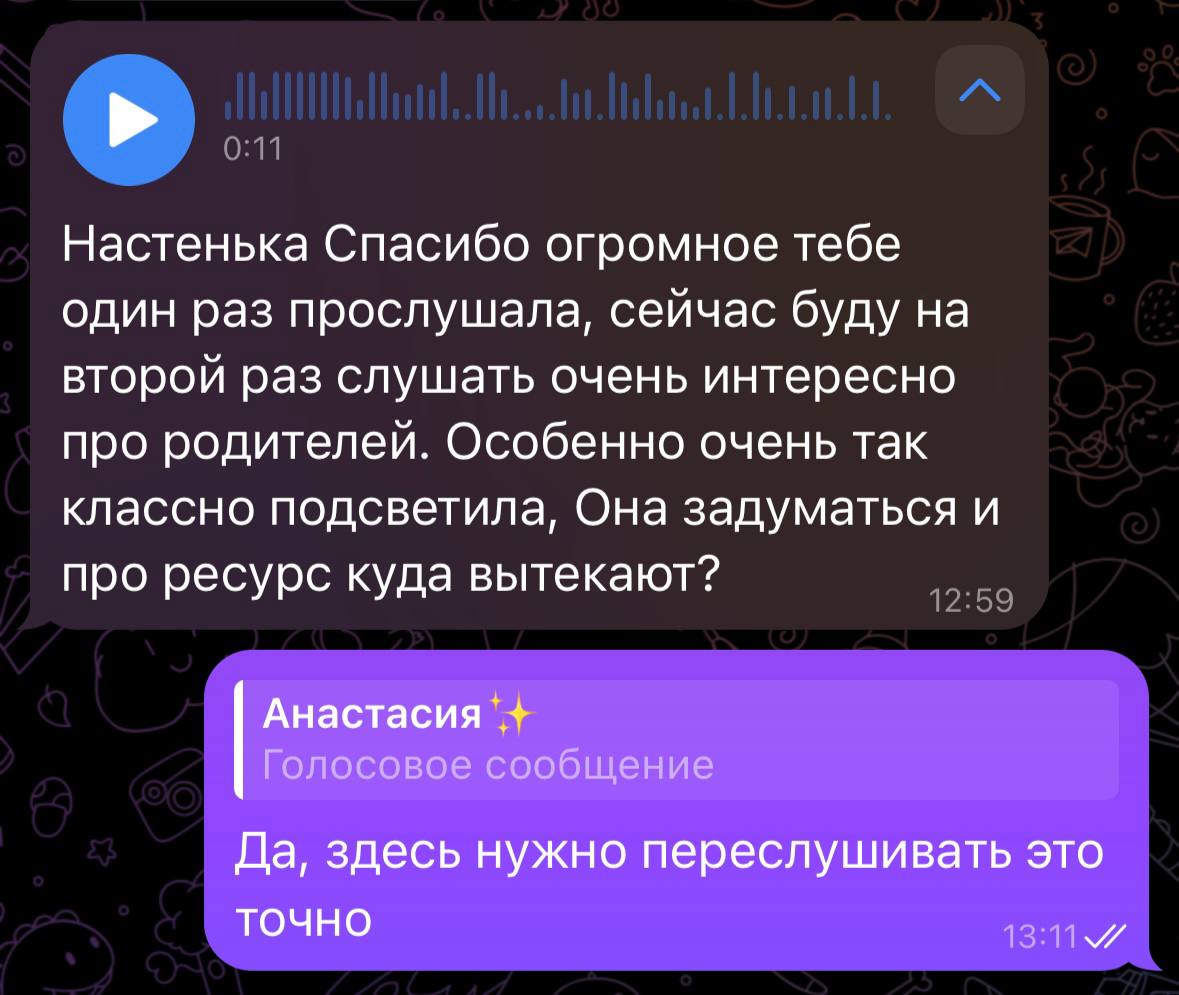 0:11
Настенька Спасибо огромное тебе
один раз прослушала, сейчас буду на
второй раз слушать очень интересно
про родителей. Особенно очень так
классно подсветила, Она задуматься и
про ресурс куда вытекают?
12:59
Анастасия✨
Голосовое сообщение
Да, здесь нужно переслушивать это
точно
13:11